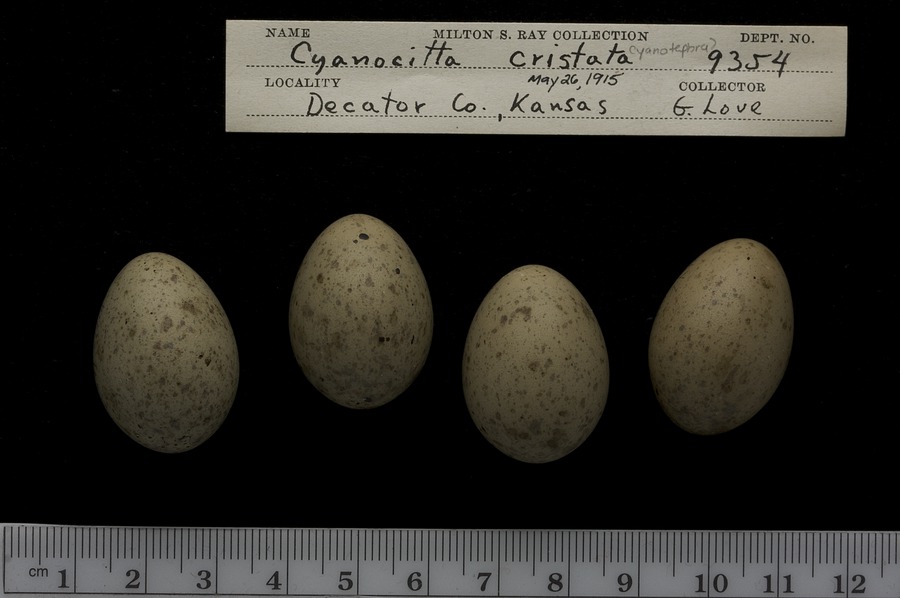 NAME MILTON S. RAY COLLECTION DEPT. NO.
Cyanocitta cristata (cyanotephra) 9354
LOCALITY May 26, 1915 COLLECTOR
Decator Co., Kansas G. Love
cm 1 2 3 4 5 6 7 8 9 10 11 12